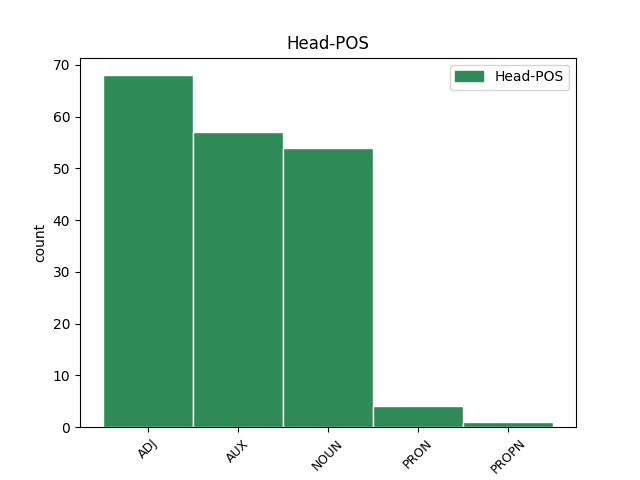 Head-POS
Head-POS
70
60
50
40
30
20
10
0
count
ADJ
AUX
NOUN
PRON
PROPN